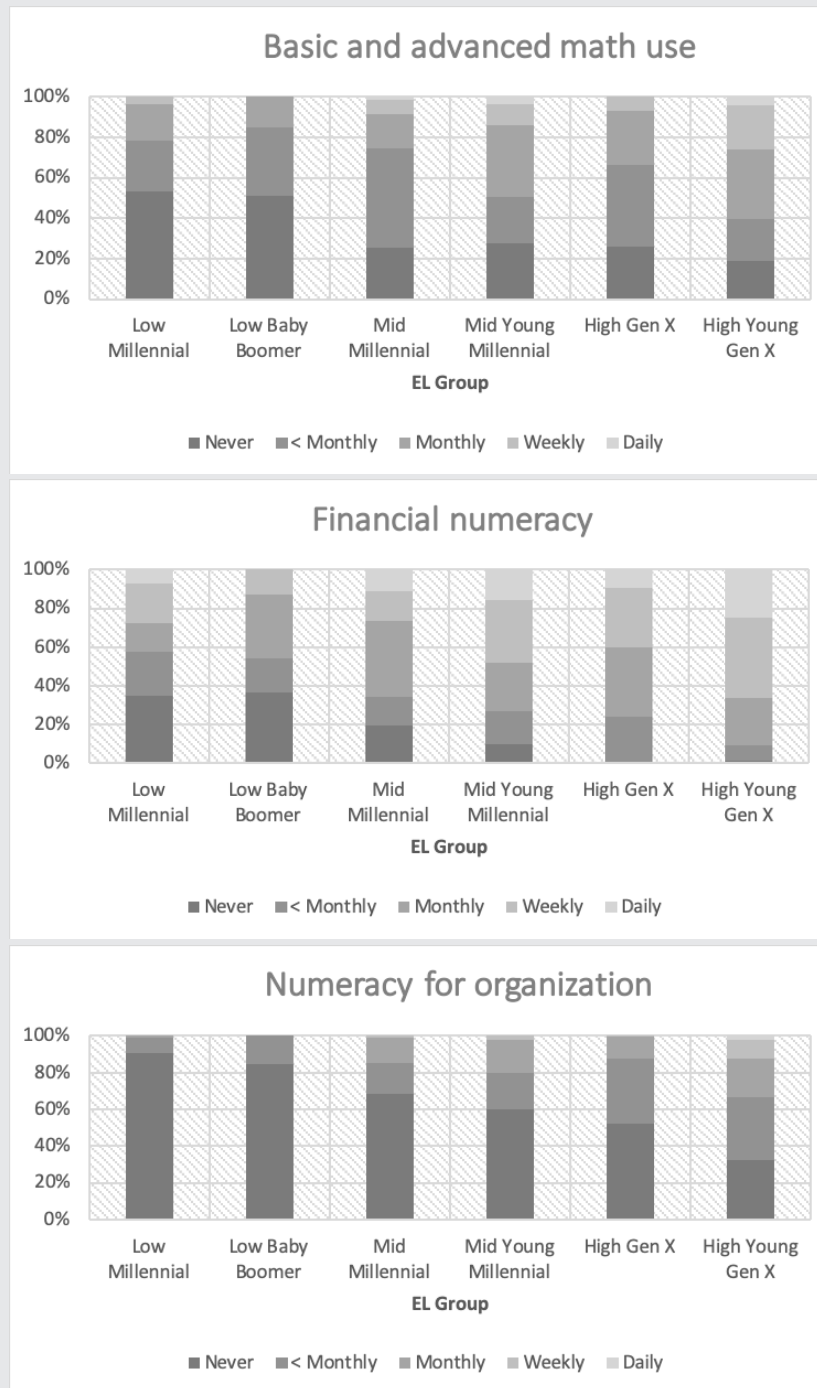 Basic and advanced math use
100%
80%
60%
40%
20%
0%
Low Millennial
Low Baby Boomer
Mid Millennial
Mid Young Millennial
High Gen X
High Young Gen X
EL Group
Never
< Monthly
Monthly
Weekly
Daily
Financial numeracy
100%
80%
60%
40%
20%
0%
Low Millennial
Low Baby Boomer
Mid Millennial
Mid Young Millennial
High Gen X
High Young Gen X
EL Group
Never
< Monthly
Monthly
Weekly
Daily
Numeracy for organization
100%
80%
60%
40%
20%
0%
Low Millennial
Low Baby Boomer
Mid Millennial
Mid Young Millennial
High Gen X
High Young Gen X
EL Group
Never
< Monthly
Monthly
Weekly
Daily